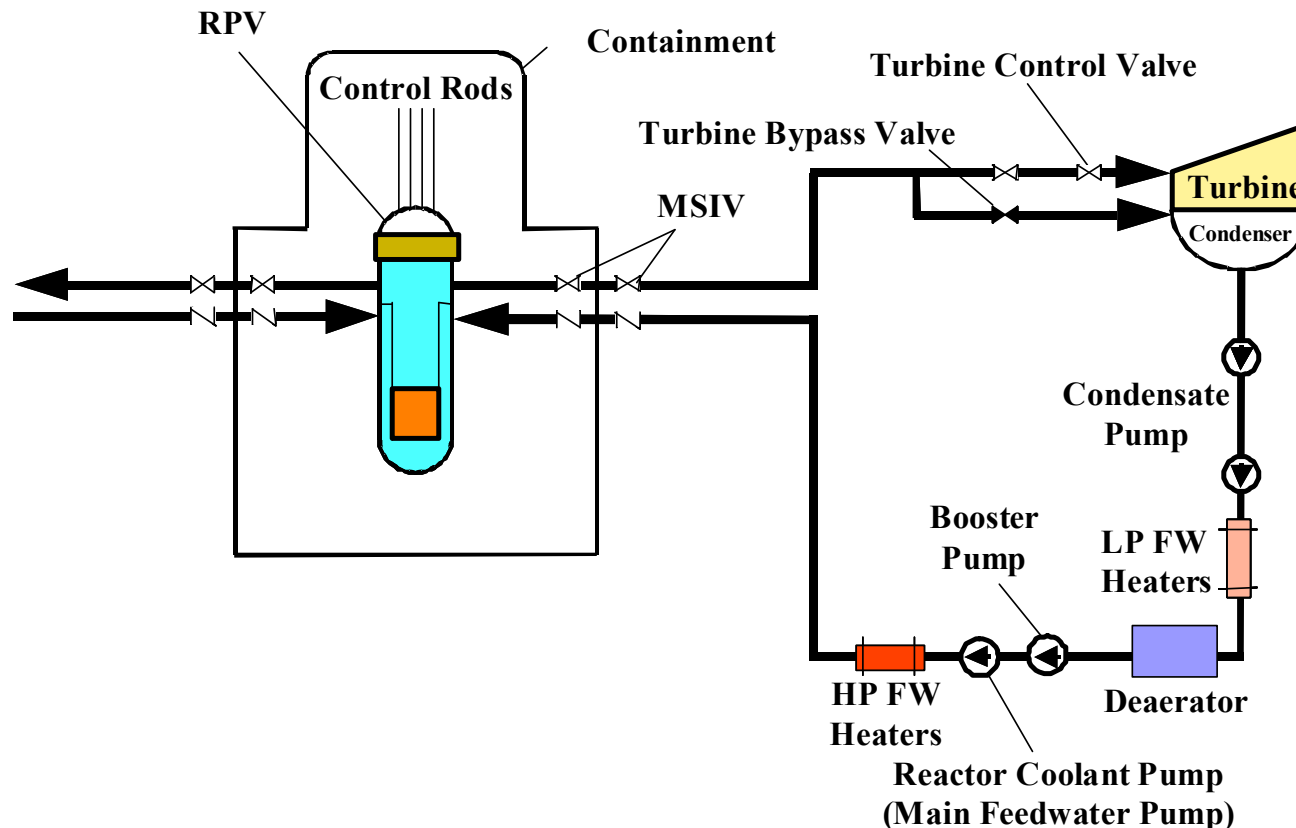 RPV
Containment
Control Rods
Turbine Control Valve
Turbine Bypass Valve
MSIV
Turbine
Condenser
Condensate
Pump
Booster
Pump
LP FW
Heaters
HP FW
Heaters
Deaerator
Reactor Coolant Pump
(Main Feedwater Pump)